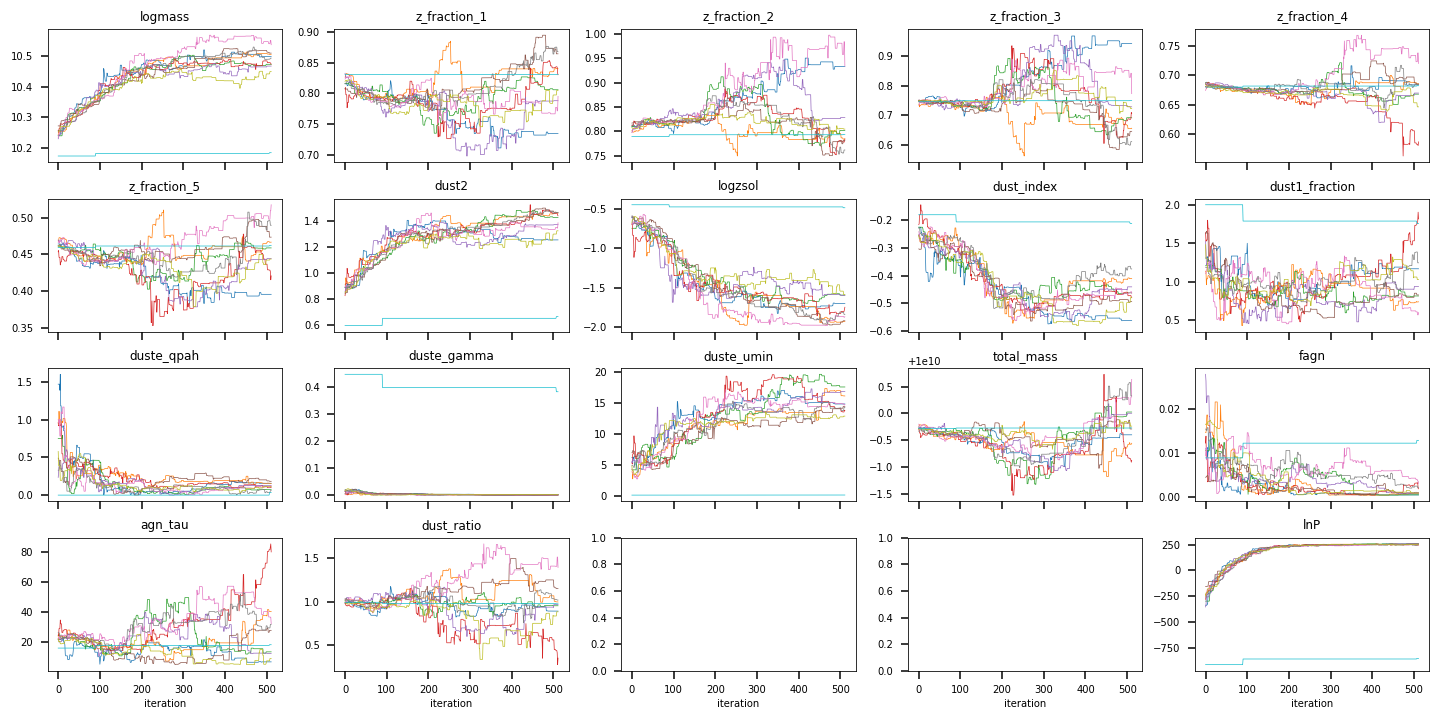 logmass z_fraction_1 z_fraction_2 z_fraction_3 z_fraction_4
10.5 0.90 1.00 0.9 0.75
10.4 0.85 0.95 0.8 0.70
10.3 0.80 0.90 0.7 0.65
10.2 0.75 0.85 0.6 0.60
0.70 0.80
0.75
z_fraction_5 dust2 logzsol dust_index dust1_fraction
0.50 1.4 −0.5 −0.2 2.0
0.45 1.2 −1.0 −0.3 1.5
0.40 1.0 −1.5 −0.4 1.0
0.35 0.8 −2.0 −0.5 0.5
0.6 −0.6
duste_qpah duste_gamma duste_umin total_mass fagn
+1e10
1.5 0.4 20 0.5 0.02
1.0 0.3 15 0.0 0.01
0.5 0.2 10 −0.5 0.00
0.0 0.1 5 −1.0
0.0 0 −1.5
agn_tau dust_ratio lnP
80 1.5 1.0 1.0 250
60 1.0 0.8 0.8 0
40 0.5 0.6 0.6 −250
20 0.4 0.4 −500
0.2 0.2 −750
0.0 0.0
0 100 200 300 400 500 0 100 200 300 400 500 0 100 200 300 400 500 0 100 200 300 400 500 0 100 200 300 400 500
iteration iteration iteration iteration iteration